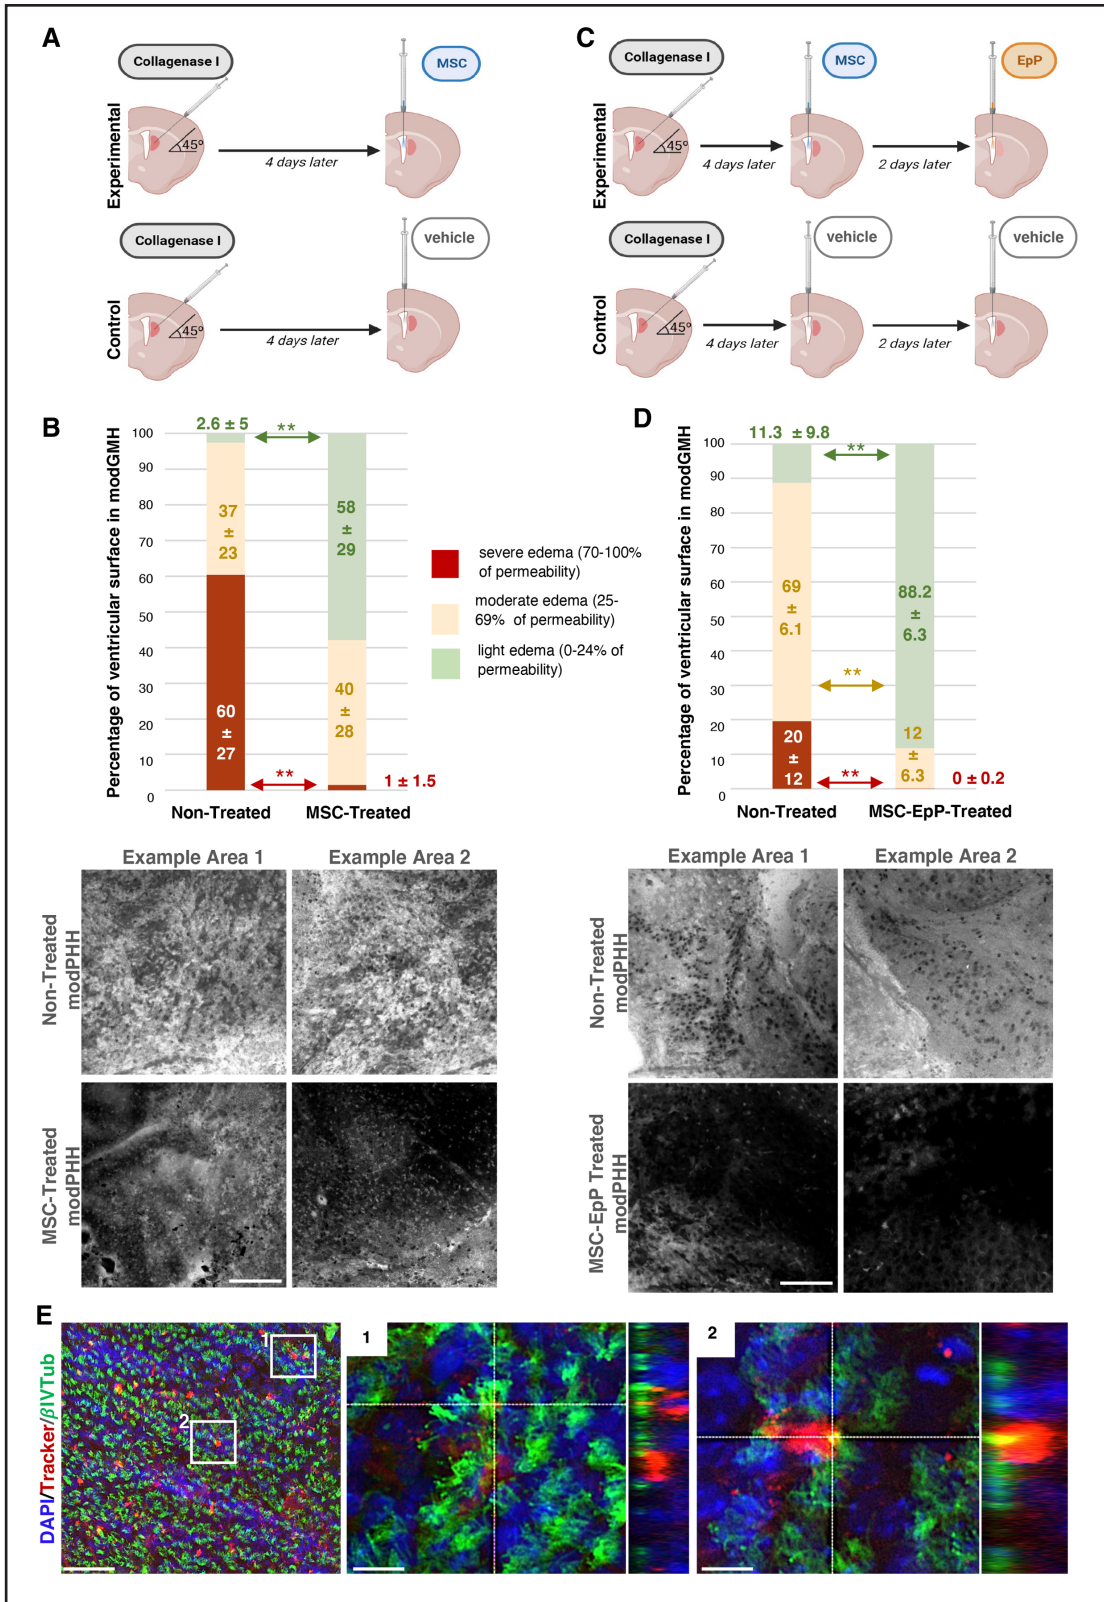 A
Collagenase I
MSC
Experimental
45º
4 days later
Collagenase I
vehicle
Control
45º
4 days later
C
Collagenase I
MSC
EpP
Experimental
45º
4 days later
2 days later
Collagenase I
vehicle
vehicle
Control
45º
4 days later
2 days later
B
Percentage of ventricular surface in modGMH
100
90
80
70
60
50
40
30
20
10
0
2.6 ± 5
**
37
±
23
58
±
29
60
±
27
40
±
28
**
1 ± 1.5
Non-Treated
MSC-Treated
severe edema (70-100%
of permeability)
moderate edema (25-
69% of permeability)
light edema (0-24% of
permeability)
D
Percentage of ventricular surface in modGMH
100
90
80
70
60
50
40
30
20
10
0
11.3 ± 9.8
**
69
±
6.1
88.2
±
6.3
**
20
±
12
12
±
6.3
**
0 ± 0.2
Non-Treated
MSC-EpP-Treated
Example Area 1
Example Area 2
Non-Treated
modPHH
MSC-Treated
modPHH
Example Area 1
Example Area 2
Non-Treated
modPHH
MSC-EpP Treated
modPHH
E
DAPI/Tracker/βIVTub
1
2
1
2